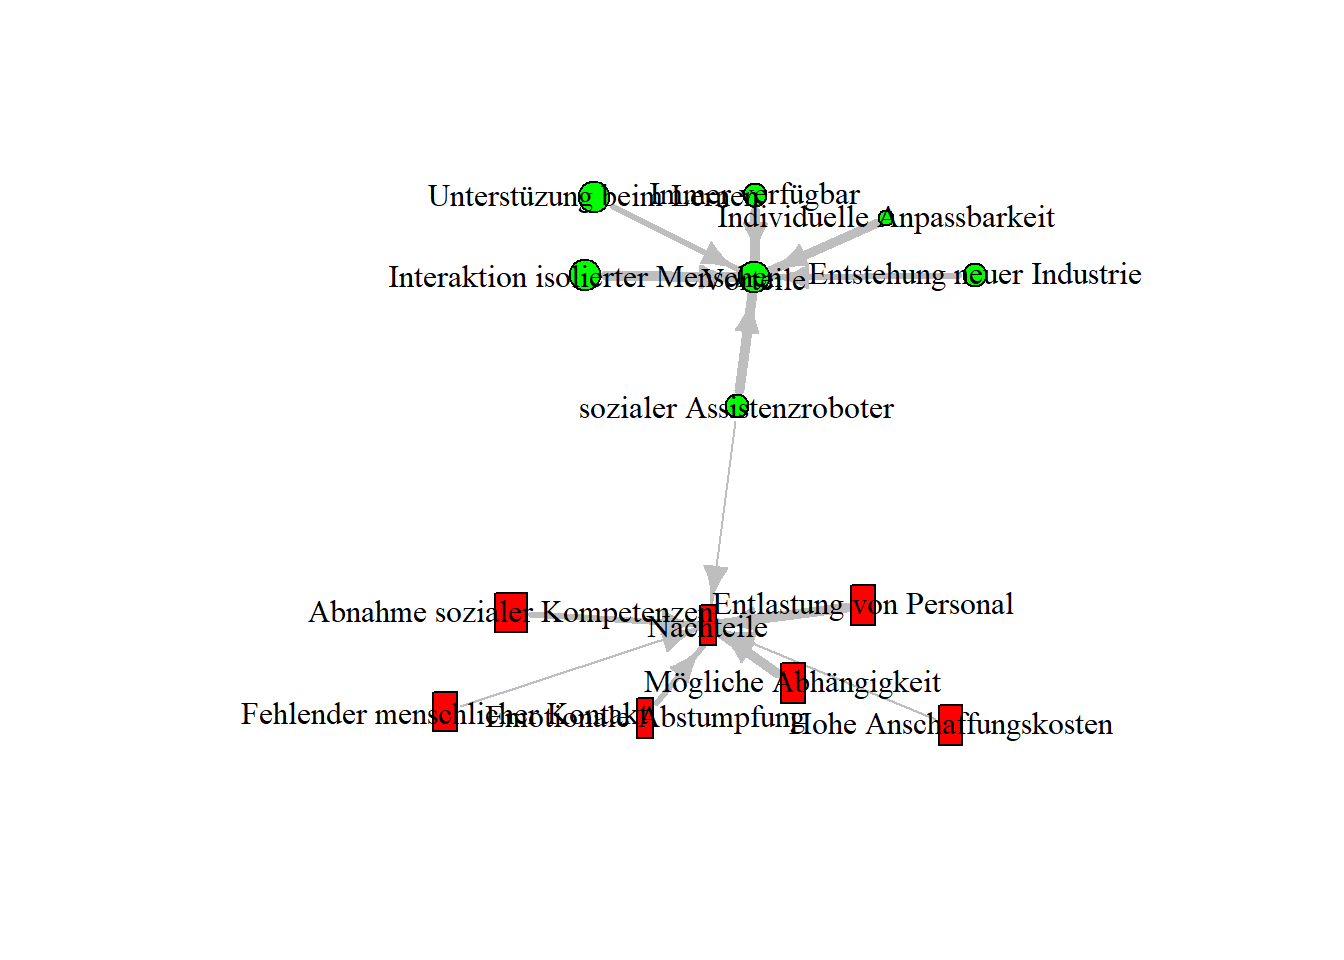 Unterstüzung beim Lernen.
Immer verfügbar
Individuelle Anpassbarkeit
Interaktion isolierter Menschen
Vorteile
Entstehung neuer Industrie
sozialer Assistenzroboter
Abnahme sozialer Kompetenzen
Entlastung von Personal
Nachteile
Mögliche Abhängigkeit
Fehlender menschlicher Kontakt
Emotionale Abstumpfung
Hohe Anschaffungskosten